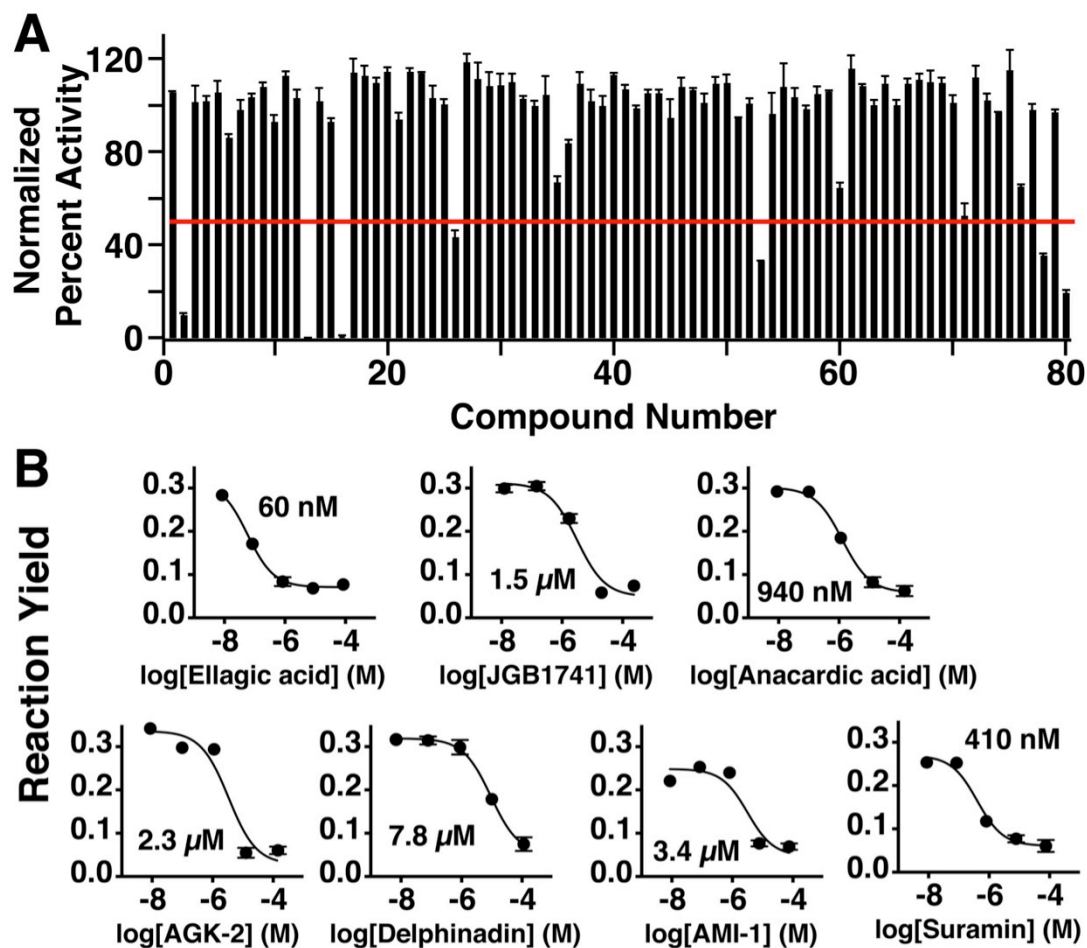 A
Normalized
Percent Activity
120
80
40
0
0 20 40 60 80
Compound Number
B
Reaction Yield
0.3
0.2
0.1
0.0
60 nM
-8 -6 -4
log[Ellagic acid] (M)
0.3
0.2
0.1
0.0
1.5 µM
-8 -6 -4
log[JGB1741] (M)
0.3
0.2
0.1
0.0
940 nM
-8 -6 -4
log[Anacardic acid] (M)
0.3
0.2
0.1
0.0
2.3 µM
-8 -6 -4
log[AGK-2] (M)
0.3
0.2
0.1
0.0
7.8 µM
-8 -6 -4
log[Delphinadin] (M)
0.3
0.2
0.1
0.0
3.4 µM
-8 -6 -4
log[AMI-1] (M)
0.3
0.2
0.1
0.0
410 nM
-8 -6 -4
log[Suramin] (M)